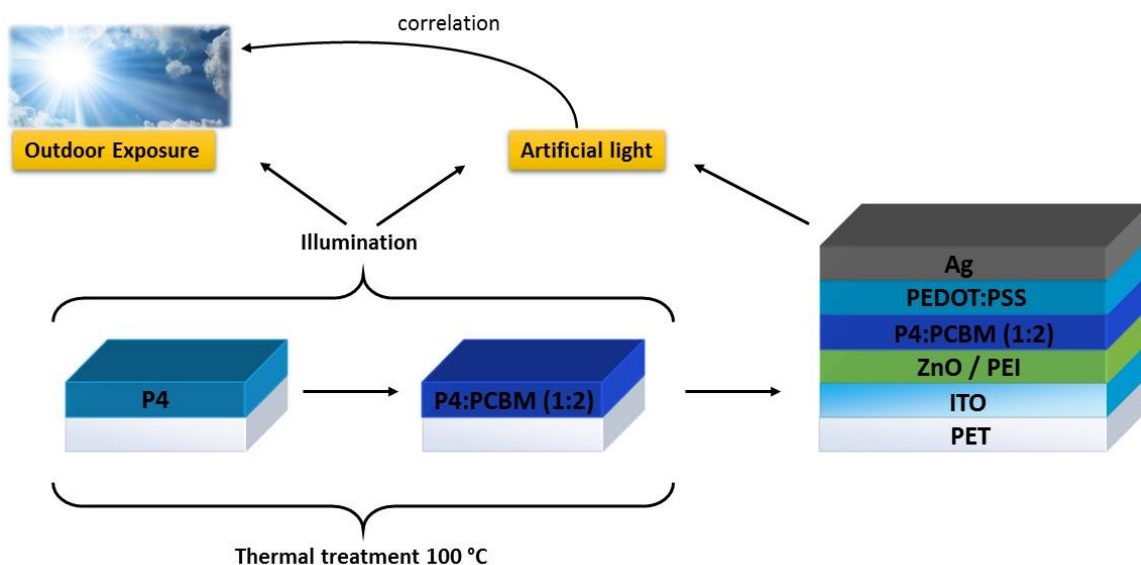 correlation
Outdoor Exposure
Artificial light
Illumination
Ag
PEDOT:PSS
P4:PCBM (1:2)
ZnO / PEI
ITO
PET
P4
P4:PCBM (1:2)
Thermal treatment 100 °C